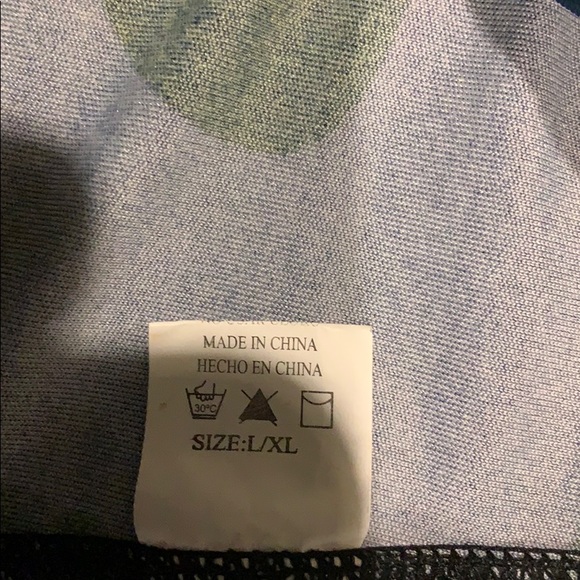 MADE IN CHINA
HECHO EN CHINA
30°C
SIZE:L/XL